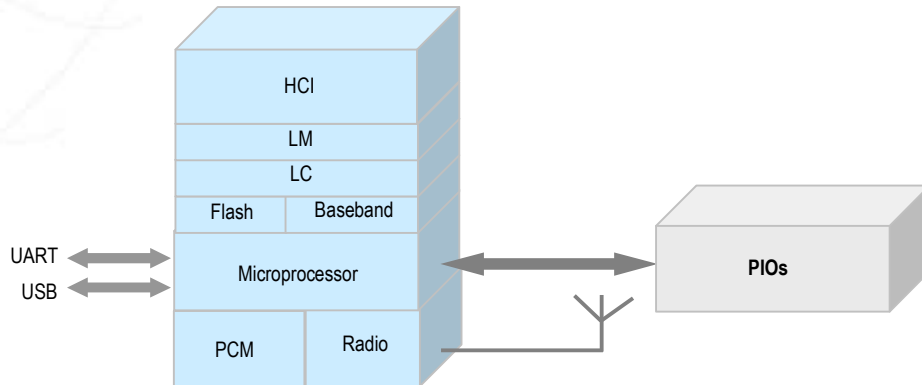 HCI
LM
LC
Flash
Baseband
UART
USB
Microprocessor
PIOs
PCM
Radio